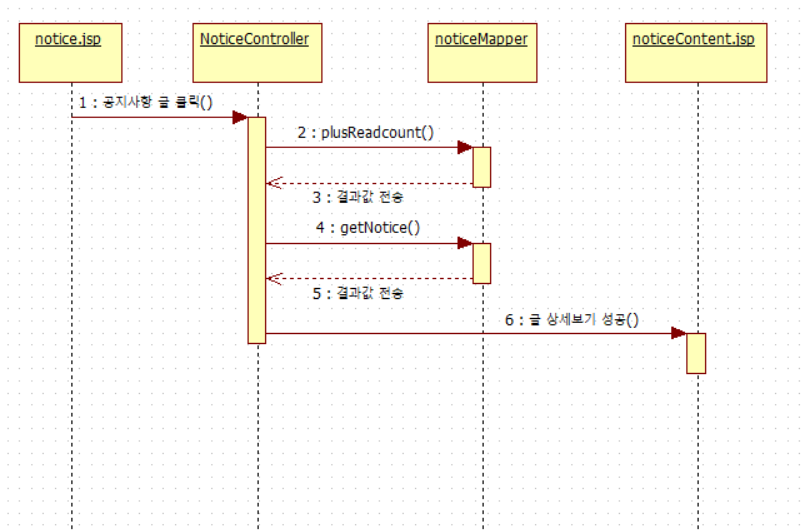 notice.jsp
NoticeController
noticeMapper
noticeContent.jsp
1 : 공지사항 글 클릭()
2 : plusReadcount()
3 : 결과값 전송
4 : getNotice()
5 : 결과값 전송
6 : 글 상세보기 성공()